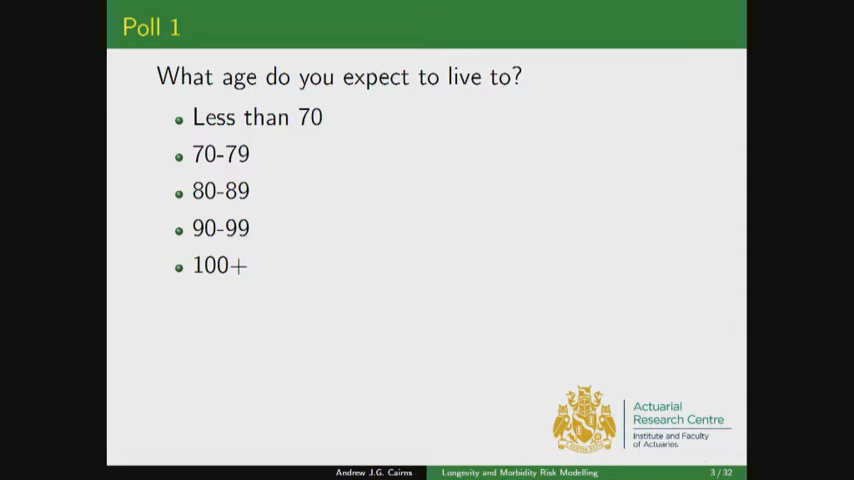 Poll 1
What age do you expect to live to?
Less than 70
70-79
80-89
90-99
100+
Actuarial
Research Centre
Institute and Faculty
of Actuaries
Andrew J.G. Cairns
Longevity and Morbidity Risk Modelling
3 / 32